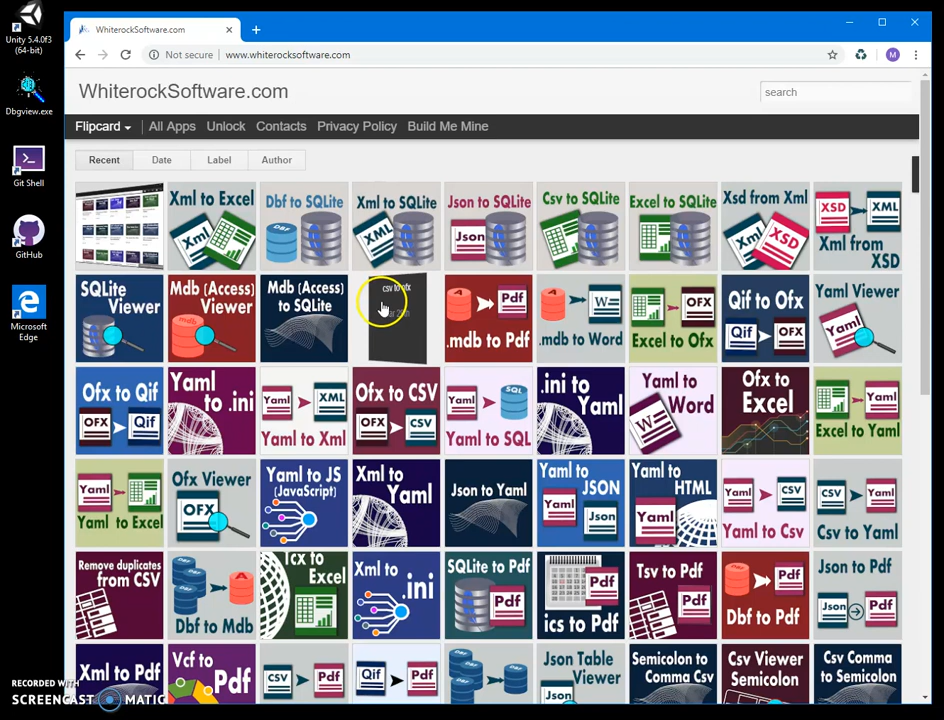 Unity 5.4.0f3
(64-bit)
Dbgview.exe
Git Shell
GitHub
Microsoft
Edge
WhiterockSoftware.com
Not secure
www.whiterocksoftware.com
M
WhiterockSoftware.com
search
Flipcard
All Apps
Unlock
Contacts
Privacy Policy
Build Me Mine
Recent
Date
Label
Author
Xml to Excel
Xml
Dbf to SQLite
DBF
Xml to SQLite
XML
Json to SQLite
Json
Csv to SQLite
Excel to SQLite
Xsd from Xml
Xml
XSD
XSD
XML
Xml from
XSD
SQLite
Viewer
Mdb (Access)
Viewer
Mdb (Access)
to SQLite
csv to ofx
Pdf
.mdb to Pdf
W
.mdb to Word
OFX
Excel to Ofx
Qif to Ofx
Qif
OFX
Yaml Viewer
Yaml
Ofx to Qif
OFX
Qif
Yaml
to .ini
Yaml
XML
Yaml to Xml
Ofx to CSV
OFX
CSV
Yaml
SQL
Yaml to SQL
.ini to
Yaml
Yaml to
Word
W
Ofx to
Excel
Yaml
Excel to Yaml
Yaml
Yaml to Excel
Ofx Viewer
OFX
Yaml to JS
(JavaScript)
Xml to
Yaml
Json to Yaml
Yaml to
JSON
Yaml
Json
Yaml to
HTML
Yaml
Yaml
CSV
Yaml to Csv
CSV
Yaml
Csv to Yaml
Remove duplicates
from CSV
Dbf to Mdb
Tcx to
Excel
Xml to
.ini
SQLite to Pdf
Pdf
Pdf
ics to Pdf
Tsv to Pdf
Pdf
Pdf
Dbf to Pdf
Json to Pdf
Json
Pdf
Xml to Pdf
Vcf to
Pdf
CSV
Pdf
Qif
Pdf
Json Table
Viewer
Json
Semicolon to
Comma Csv
Csv Viewer
Semicolon
Csv Comma
to Semicolon
RECORDED WITH
SCREENCAST
MATIC